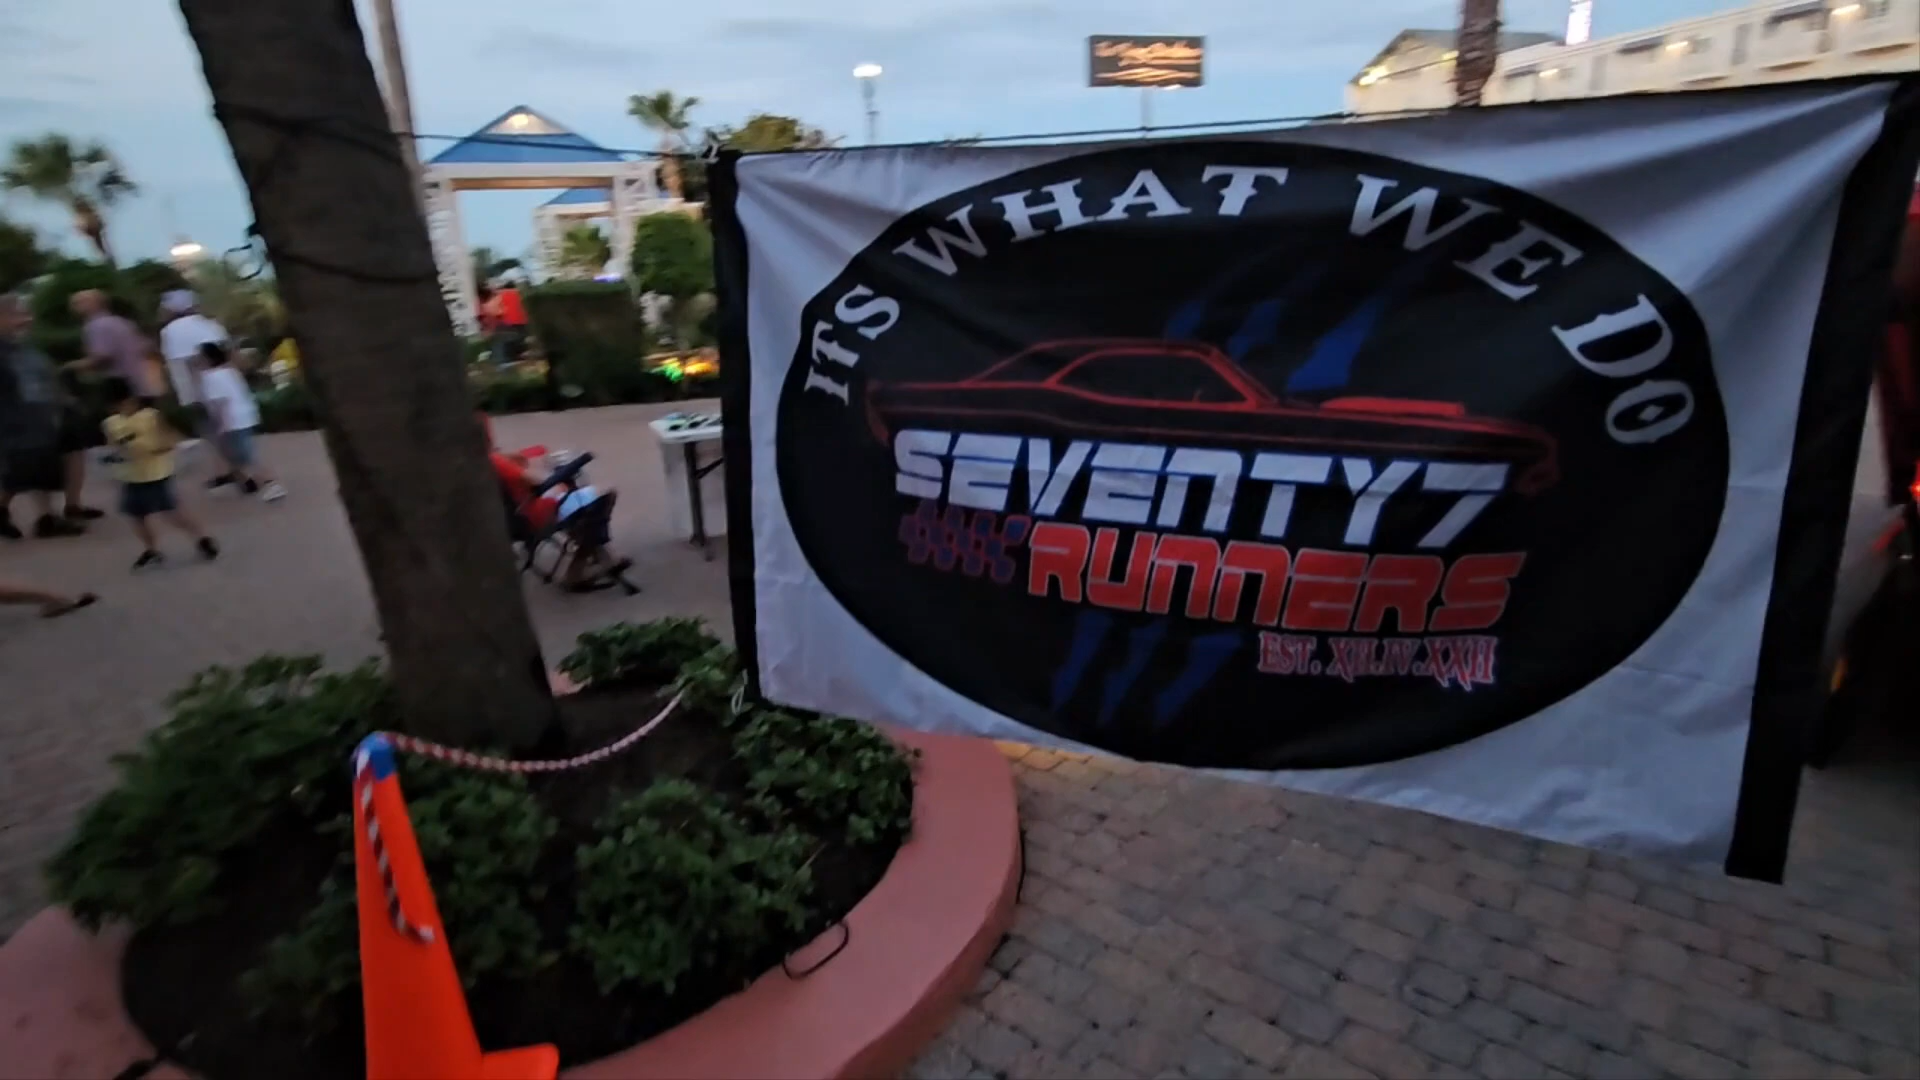 ITS WHAT WE DO
SEVENTY7
RUNNERS
EST. XII.IV.XXII